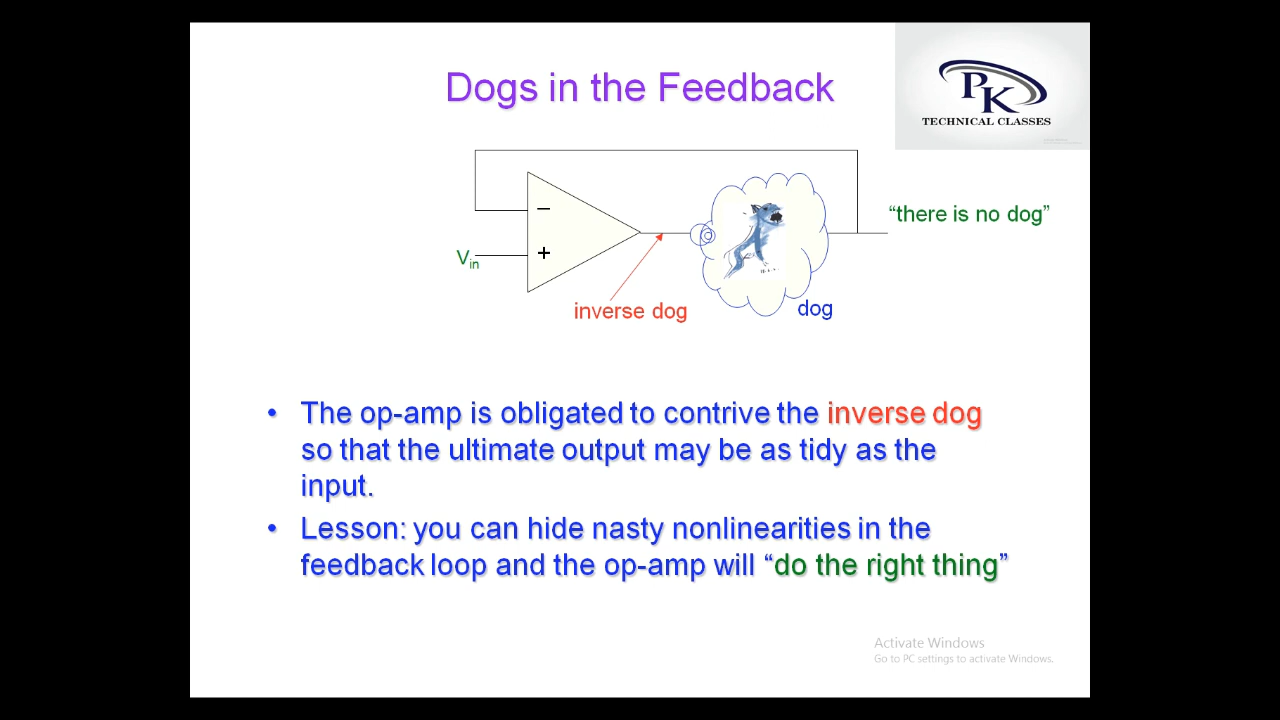 Dogs in the Feedback
PK
TECHNICAL CLASSES
“there is no dog”
−
+
Vin
inverse dog
dog
• The op-amp is obligated to contrive the inverse dog
so that the ultimate output may be as tidy as the
input.
• Lesson: you can hide nasty nonlinearities in the
feedback loop and the op-amp will “do the right thing”
Activate Windows
Go to PC settings to activate Windows.